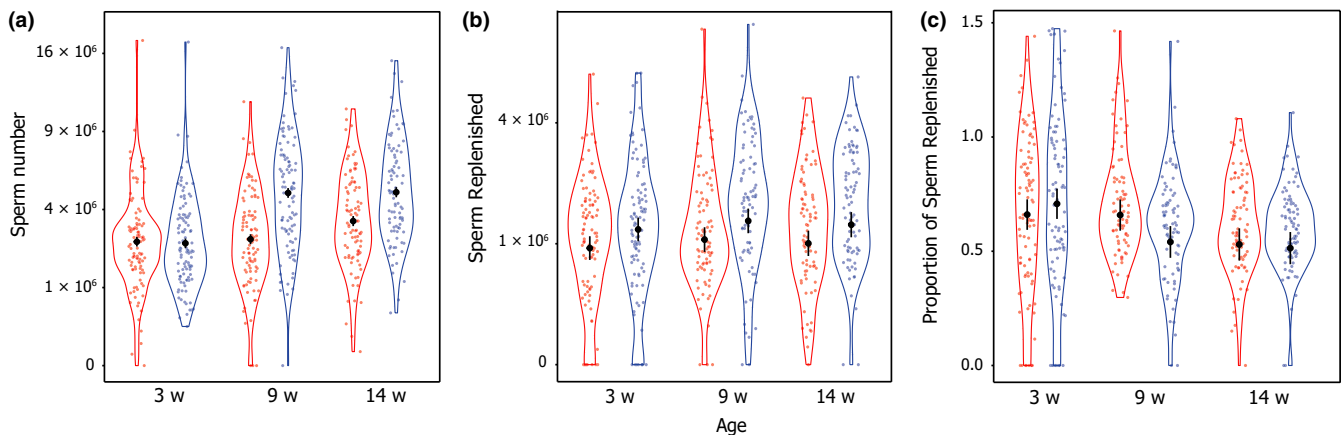 (a)
Sperm number
16 × 10⁶
9 × 10⁶
4 × 10⁶
1 × 10⁶
0
3 w 9 w 14 w
(b)
Sperm Replenished
4 × 10⁶
1 × 10⁶
0
3 w 9 w 14 w
Age
(c)
Proportion of Sperm Replenished
1.5
1.0
0.5
0.0
3 w 9 w 14 w